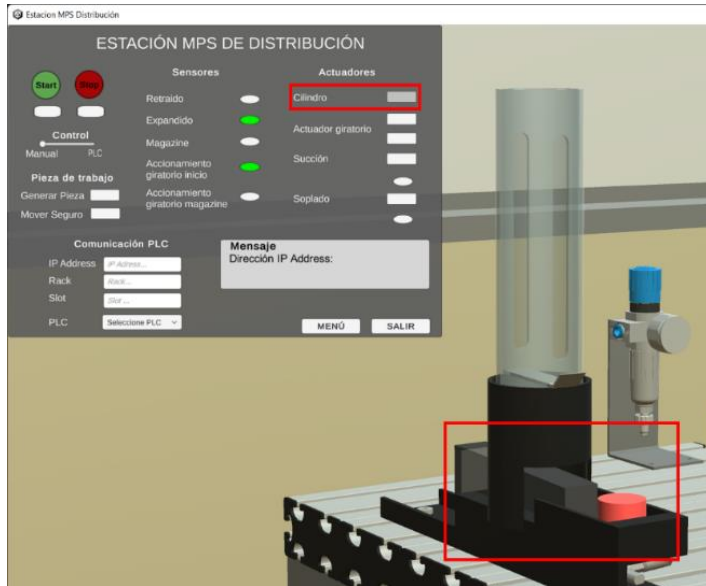 Estacion MPS Distribución
ESTACIÓN MPS DE DISTRIBUCIÓN
Start
Stop
Control
Manual PLC
Pieza de trabajo
Generar Pieza
Mover Seguro
Sensores
Retraido
Expandido
Magazine
Accionamiento
giratorio inicio
Accionamiento
giratorio magazine
Actuadores
Cilindro
Actuador giratorio
Succión
Soplado
Comunicación PLC
IP Address IP Adress...
Rack Rack...
Slot Slot ...
PLC Seleccione PLC
Mensaje
Dirección IP Address:
MENÚ SALIR